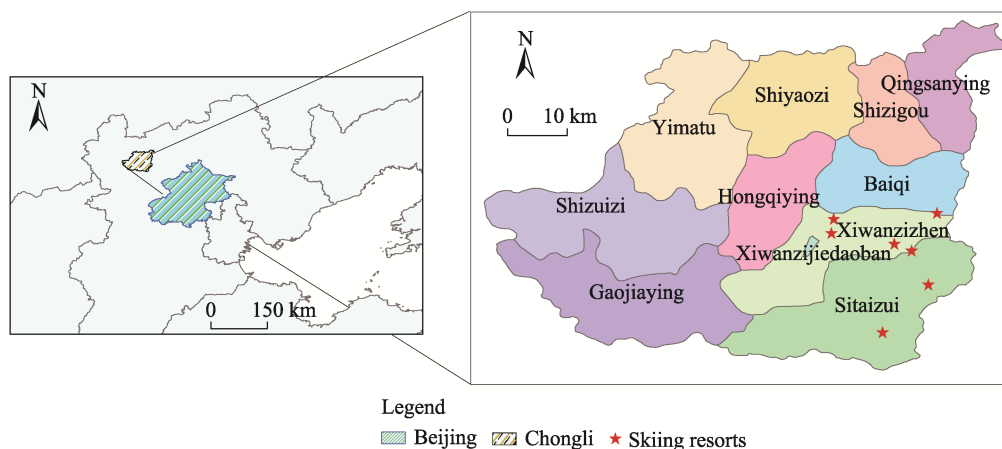 N
0 150 km
N
0 10 km
Qingsanying
Shiyaozi
Shizigou
Yimatu
Baiqi
Hongqiying
Shizuizi
Xiwanzizhen
Xiwanzijiedaoban
Gaojiaying
Sitaizui
Legend
Beijing Chongli Skiing resorts